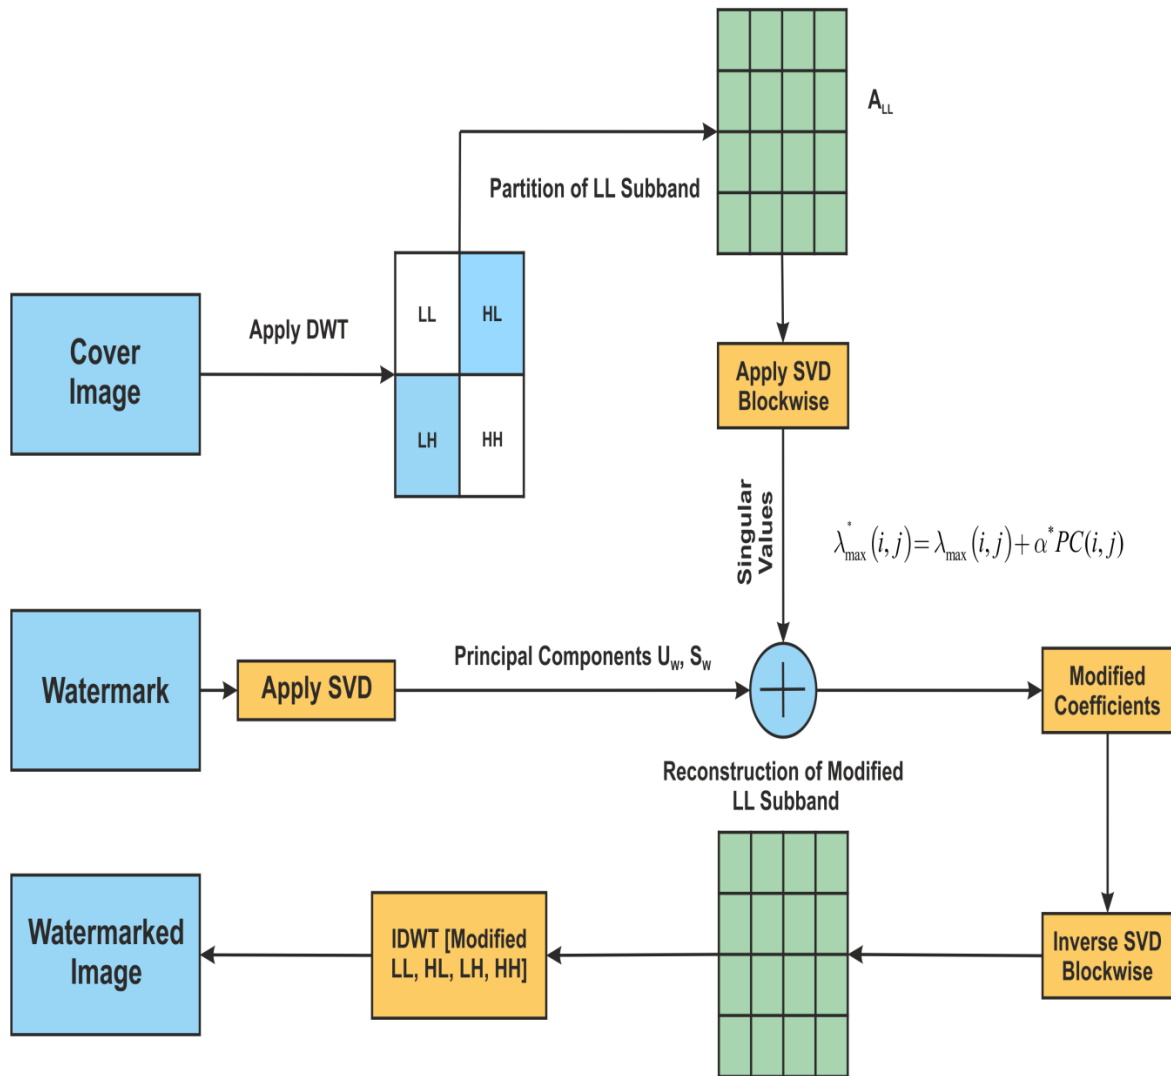 A_LL
Partition of LL Subband
LL
HL
LH
HH
Apply DWT
Cover
Image
Apply SVD
Blockwise
Singular
Values
λ*_max(i,j)=λ_max(i,j)+α*PC(i,j)
Watermark
Apply SVD
Principal Components U_w, S_w
Modified
Coefficients
Reconstruction of Modified
LL Subband
Watermarked
Image
IDWT [Modified
LL, HL, LH, HH]
Inverse SVD
Blockwise